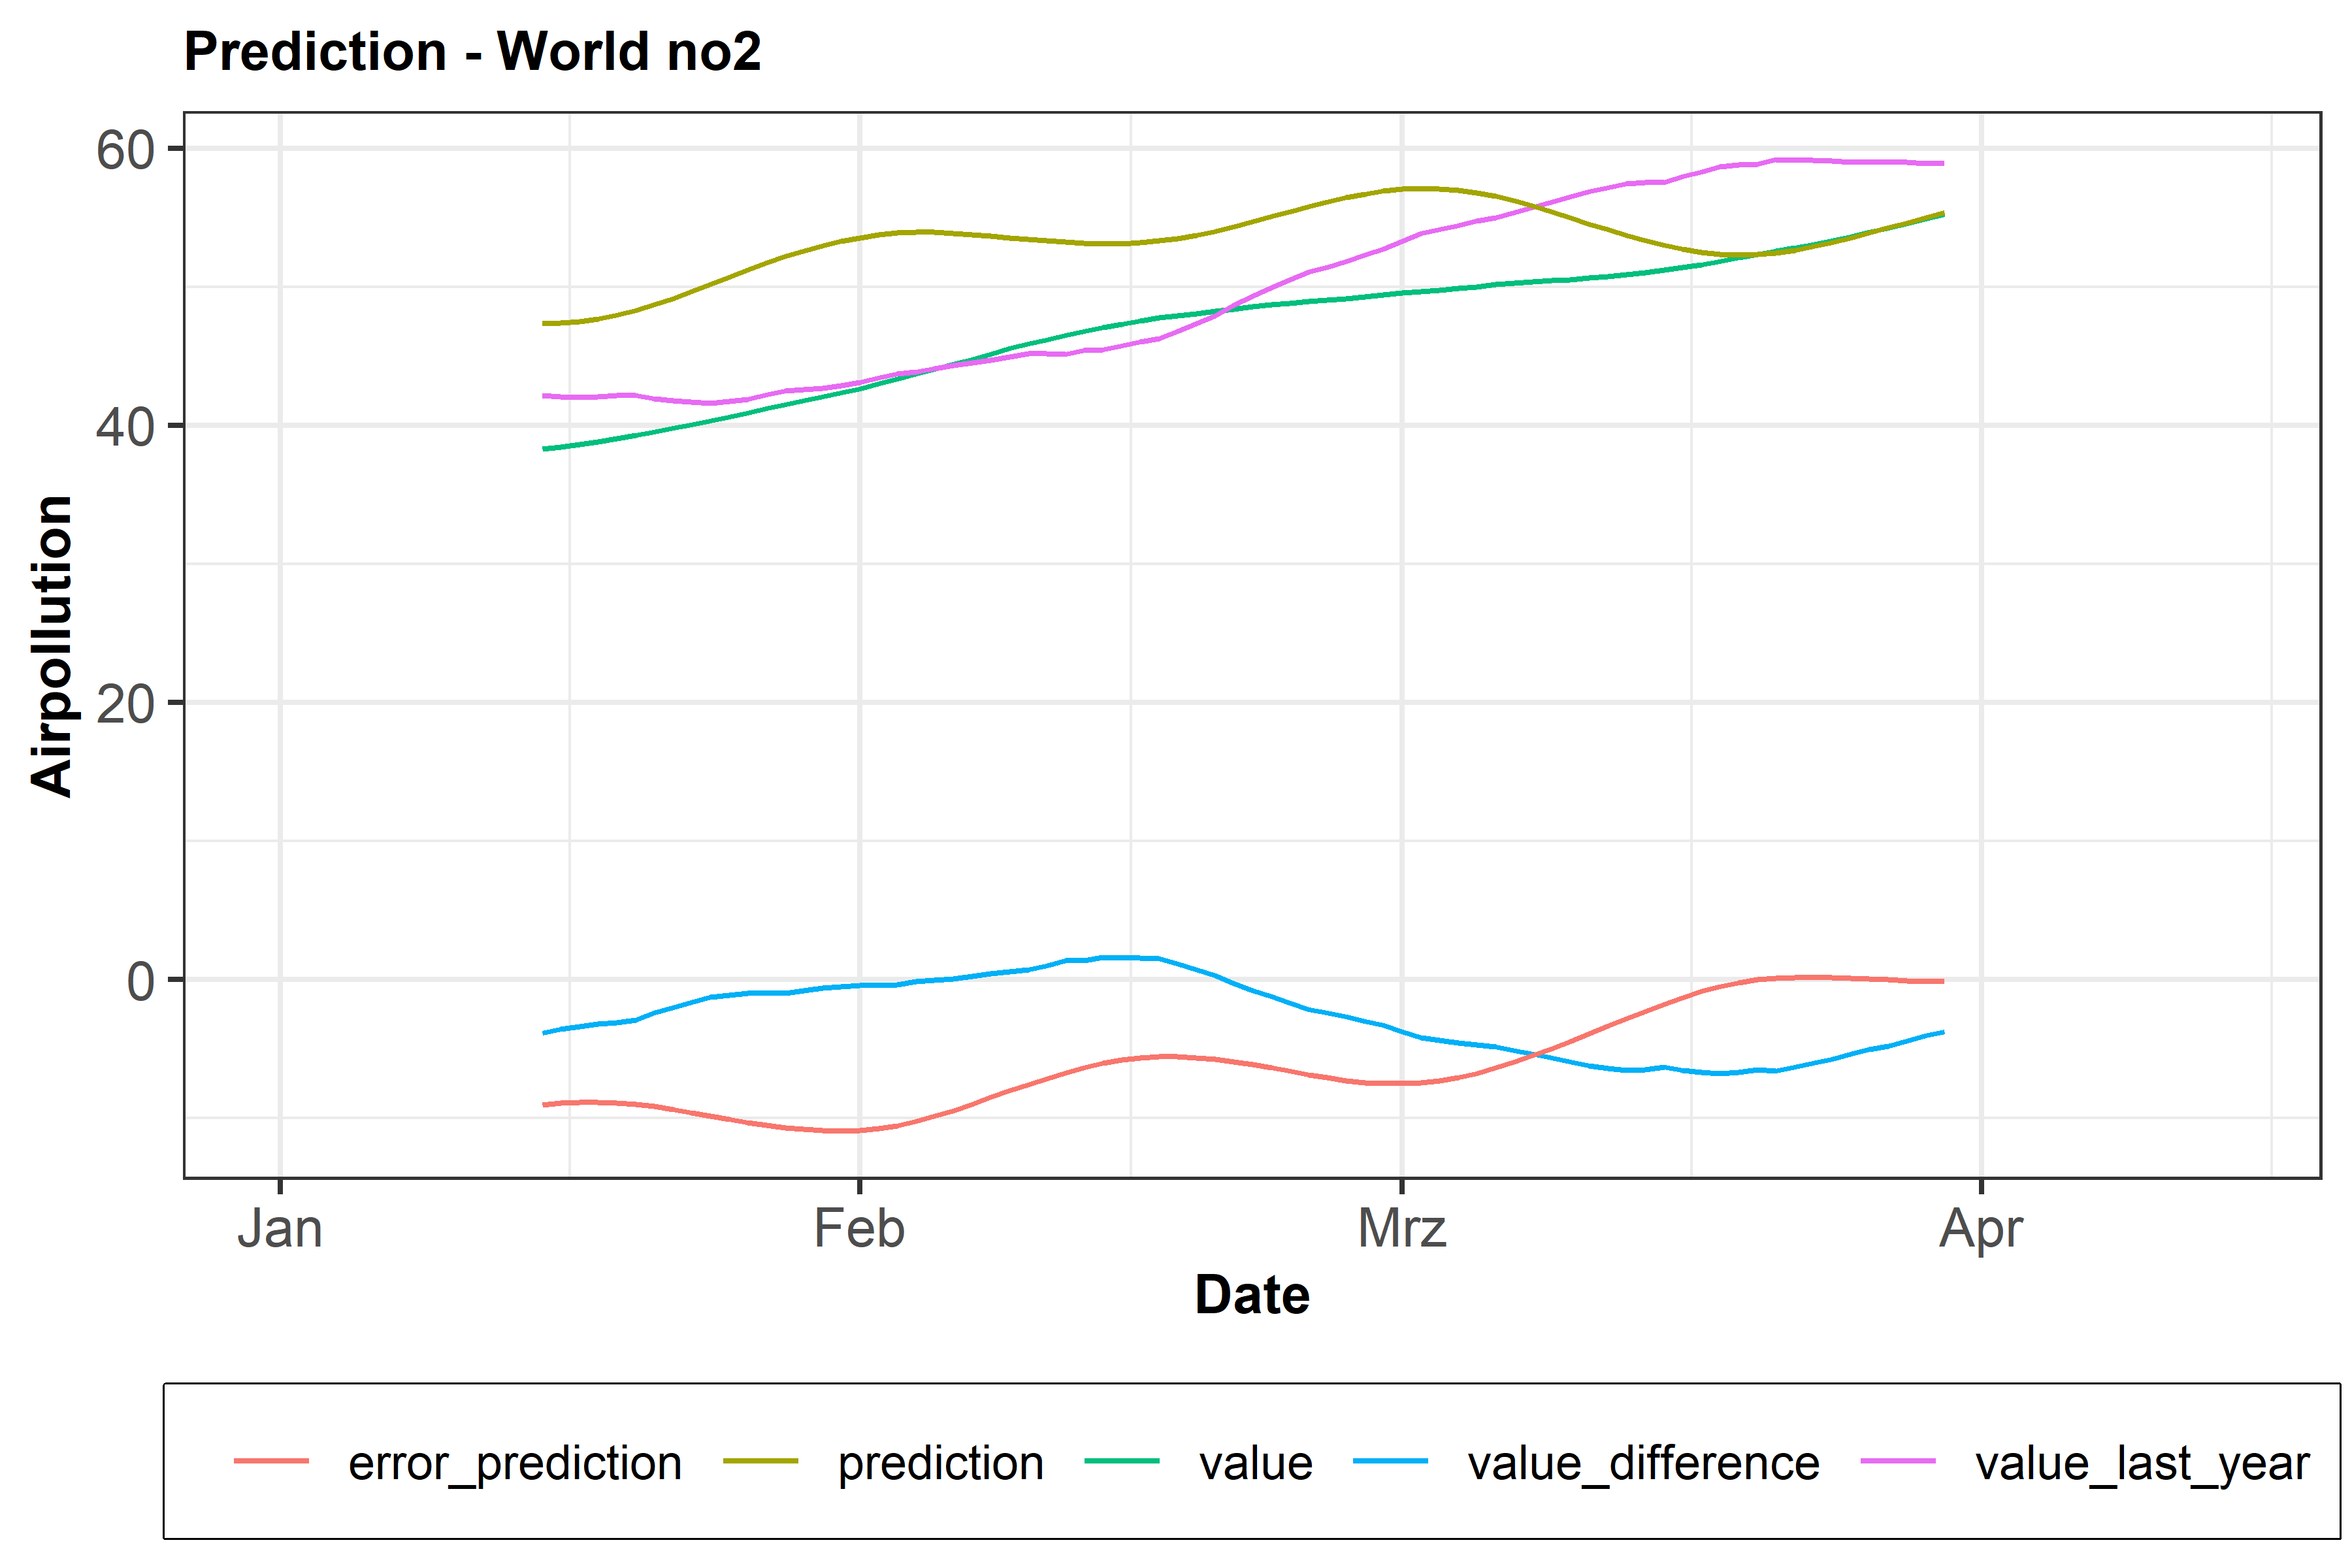 Prediction - World no2
60
40
20
0
Airpollution
Jan Feb Mrz Apr
Date
error_prediction prediction value value_difference value_last_year